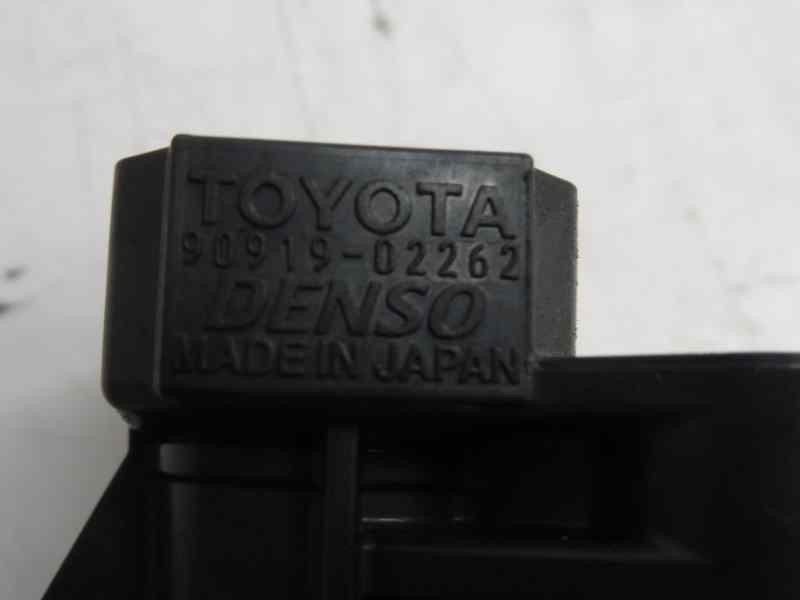 TOYOTA
90919-02262
DENSO
MADE IN JAPAN